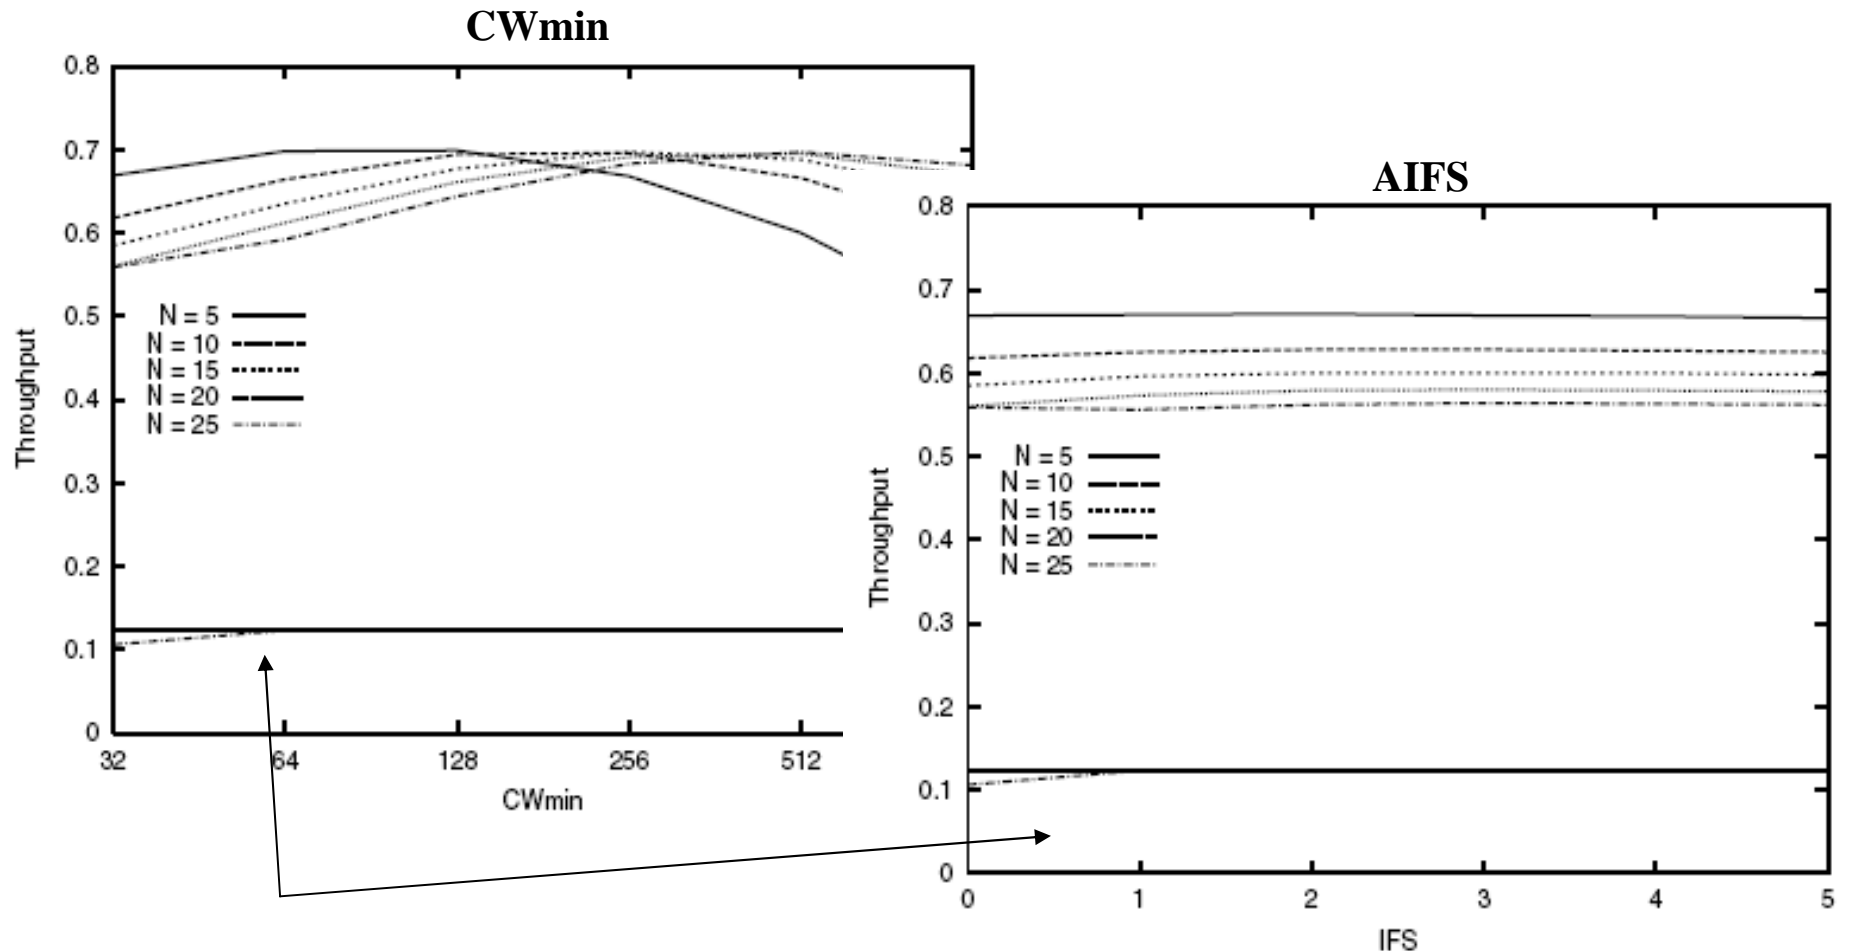 CWmin
0.8
0.7
0.6
0.5
0.4
0.3
0.2
0.1
0
Throughput
N = 5
N = 10
N = 15
N = 20
N = 25
32 64 128 256 512
CWmin
AIFS
0.8
0.7
0.6
0.5
0.4
0.3
0.2
0.1
0
Throughput
N = 5
N = 10
N = 15
N = 20
N = 25
0 1 2 3 4 5
IFS